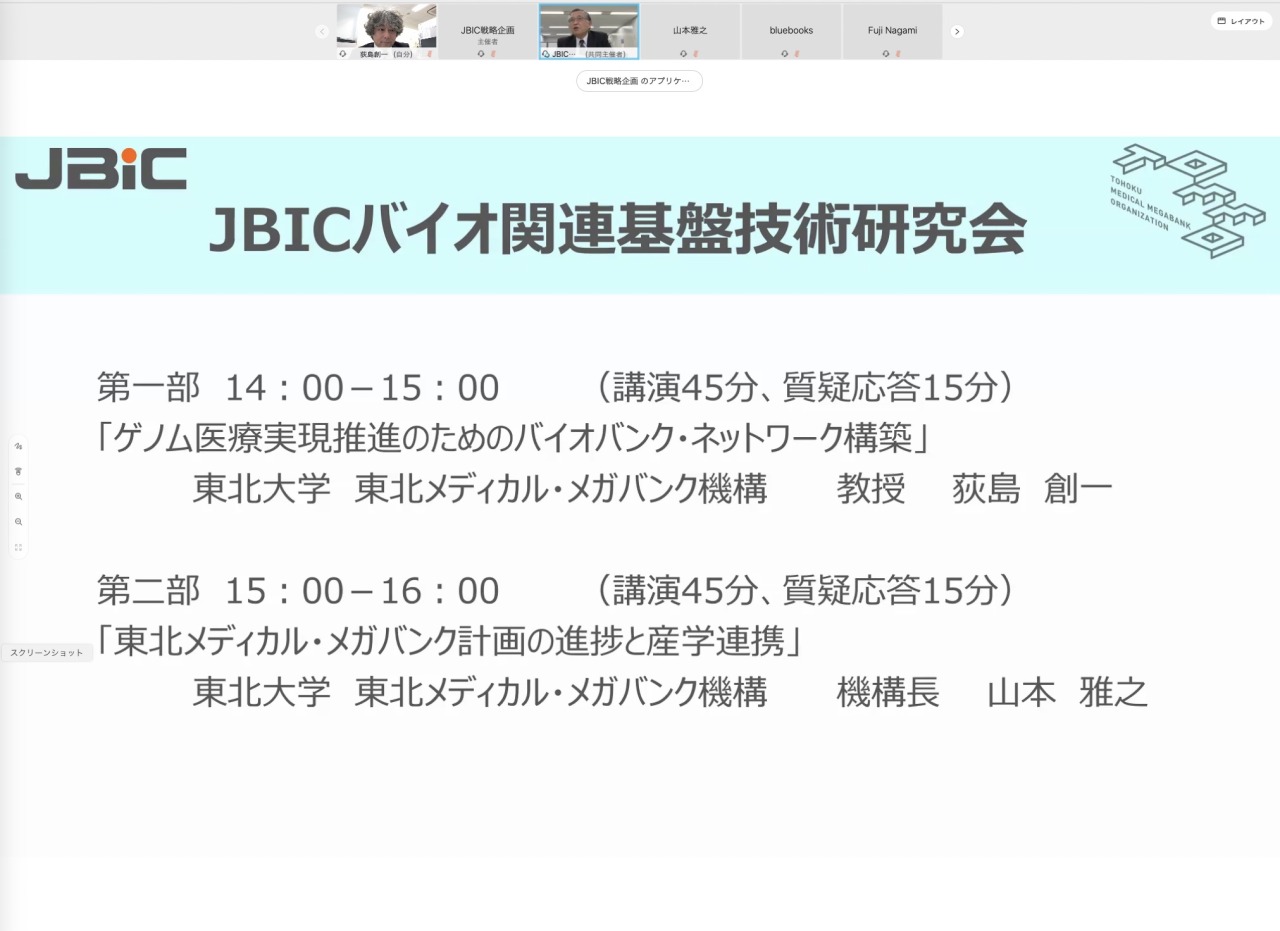 JBIC戦略企画
主催者
山本雅之
bluebooks
Fuji Nagami
レイアウト
荻島創一 (自分)
JBIC… (共同主催者)
JBIC戦略企画 のアプリケ…
JBiC
TOHOKU
MEDICAL MEGABANK
ORGANIZATION
JBICバイオ関連基盤技術研究会
第一部 14：00－15：00 （講演45分、質疑応答15分）
「ゲノム医療実現推進のためのバイオバンク・ネットワーク構築」
東北大学 東北メディカル・メガバンク機構 教授 荻島 創一
第二部 15：00－16：00 （講演45分、質疑応答15分）
「東北メディカル・メガバンク計画の進捗と産学連携」
スクリーンショット
東北大学 東北メディカル・メガバンク機構 機構長 山本 雅之